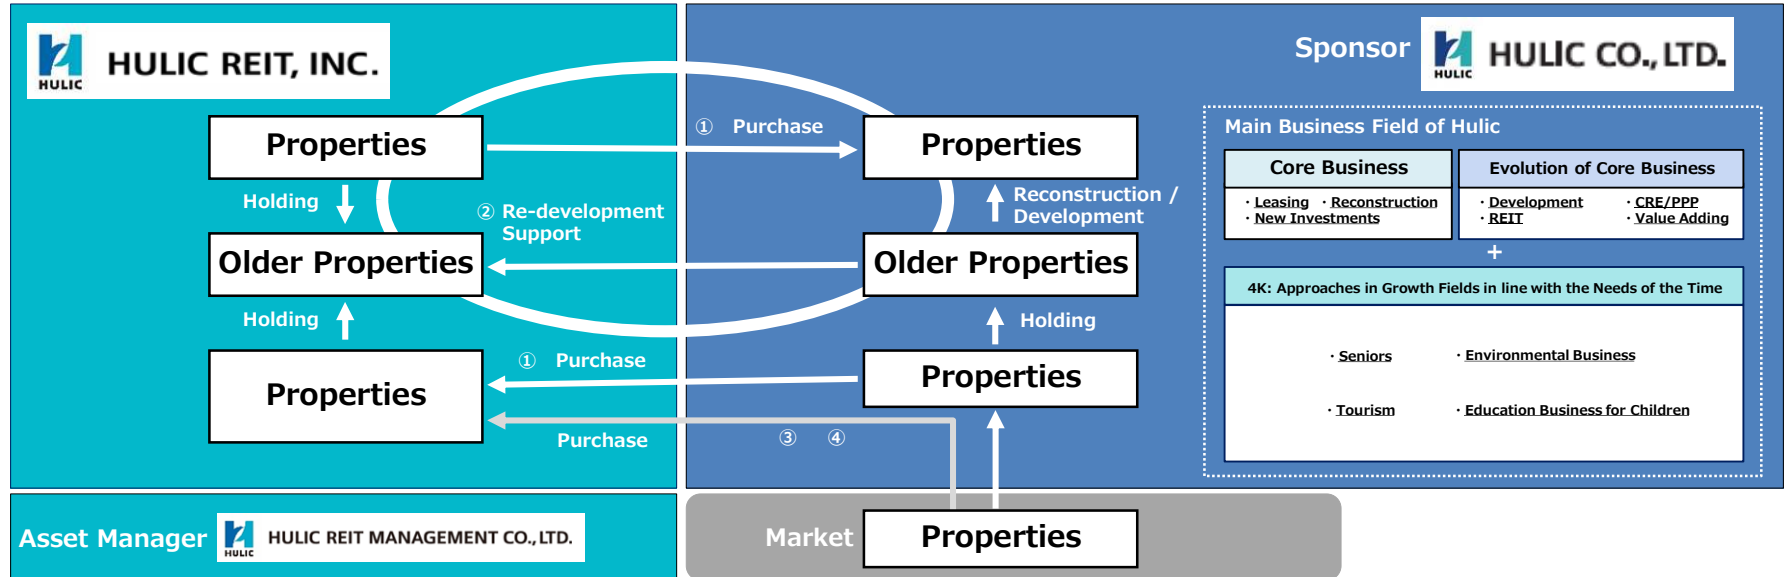 HULIC
HULIC REIT, INC.
Properties
Holding
Older Properties
Holding
Properties
① Purchase
② Re-development
Support
① Purchase
Purchase
③ ④
Sponsor
HULIC
HULIC CO., LTD.
Properties
Reconstruction /
Development
Older Properties
Holding
Properties
Main Business Field of Hulic
Core Business
・Leasing ・Reconstruction
・New Investments
Evolution of Core Business
・Development ・CRE/PPP
・REIT ・Value Adding
+
4K: Approaches in Growth Fields in line with the Needs of the Time
・Seniors ・Environmental Business
・Tourism ・Education Business for Children
Asset Manager
HULIC
HULIC REIT MANAGEMENT CO., LTD.
Market
Properties